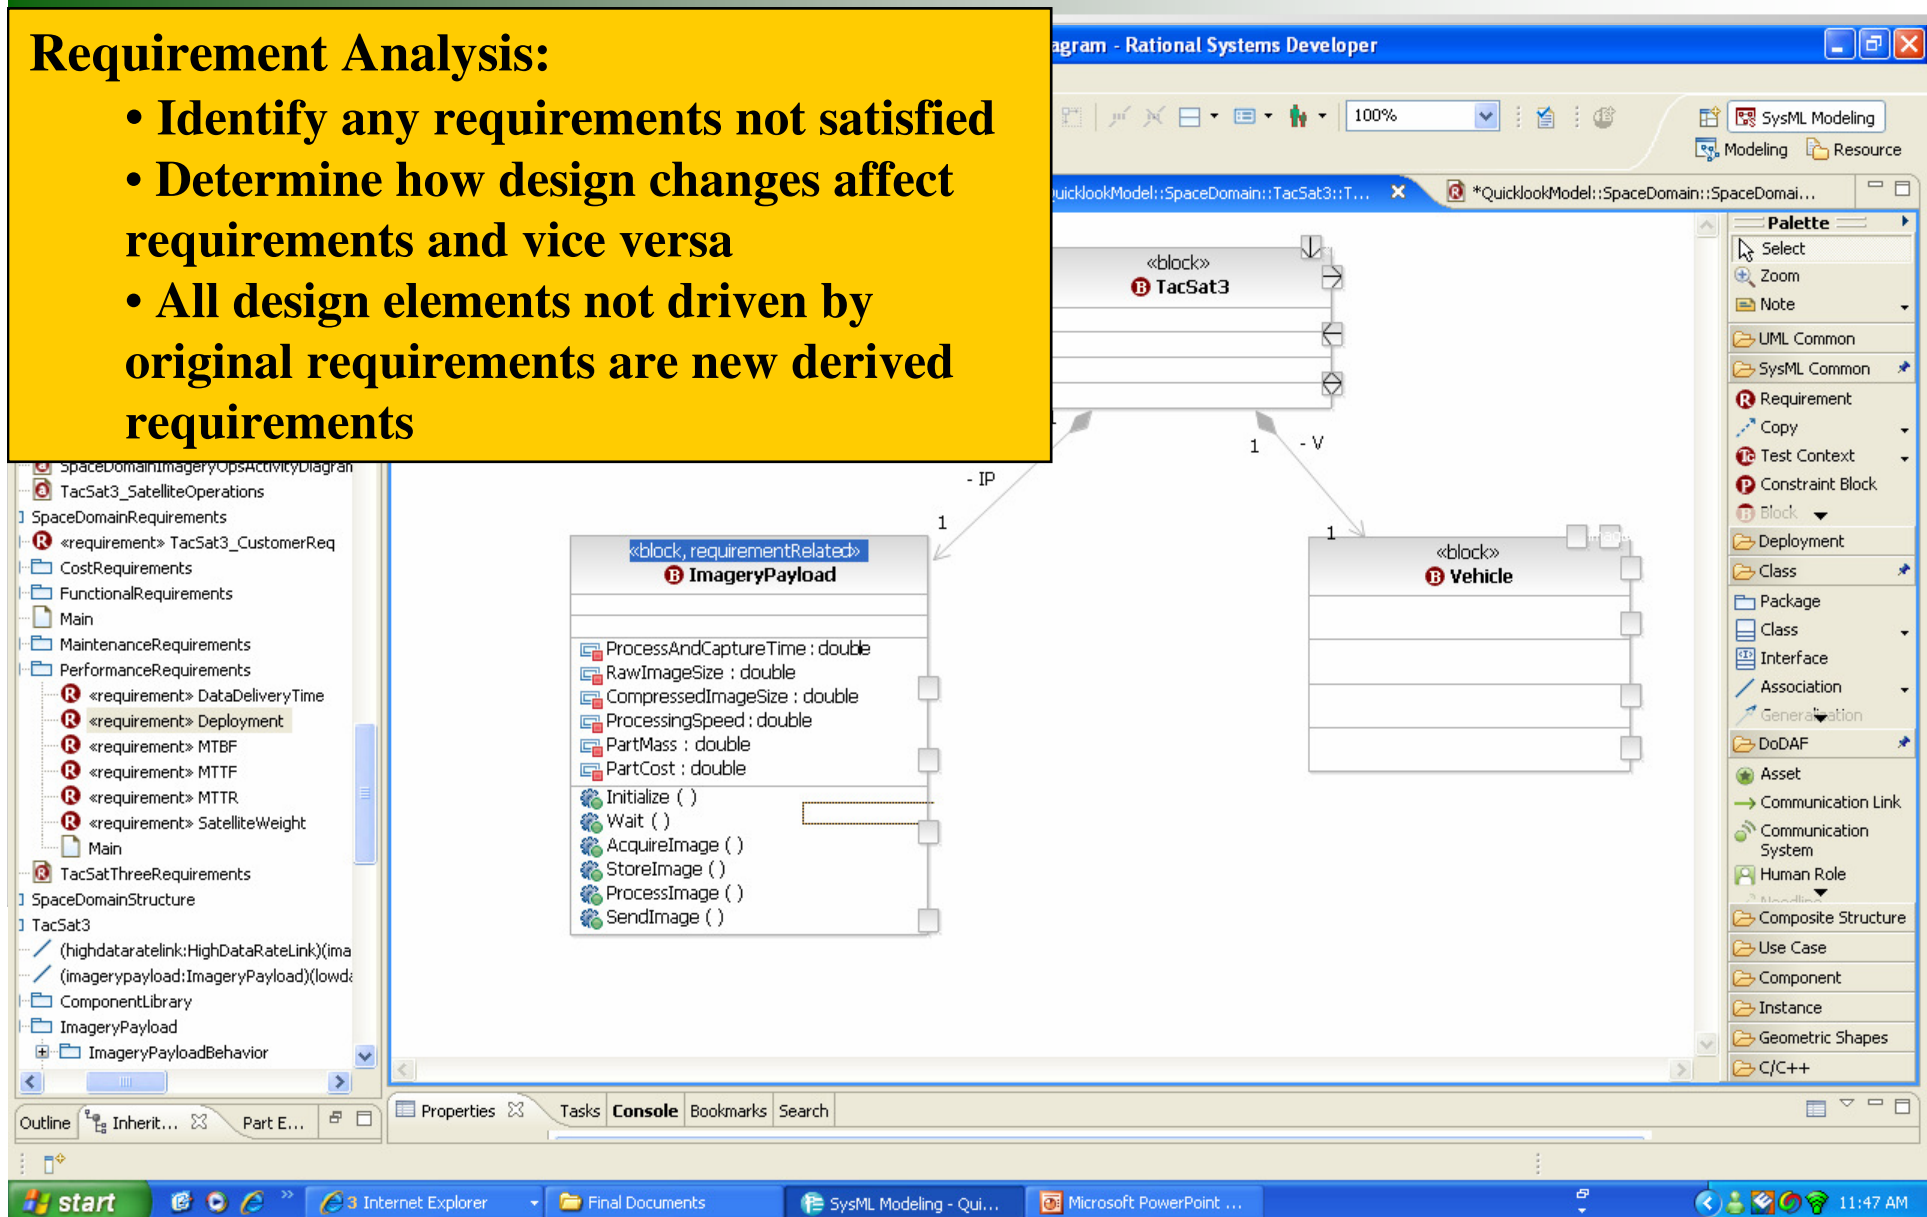 Requirement Analysis:
• Identify any requirements not satisfied
• Determine how design changes affect
requirements and vice versa
• All design elements not driven by
original requirements are new derived
requirements
agram - Rational Systems Developer
100%
SysML Modeling
Modeling
Resource
uicklookModel::SpaceDomain::TacSat3::T...
*QuicklookModel::SpaceDomain::SpaceDomai...
SpaceDomainImageryOpsActivityDiagran
TacSat3_SatelliteOperations
SpaceDomainRequirements
«requirement» TacSat3_CustomerReq
CostRequirements
FunctionalRequirements
Main
MaintenanceRequirements
PerformanceRequirements
«requirement» DataDeliveryTime
«requirement» Deployment
«requirement» MTBF
«requirement» MTTF
«requirement» MTTR
«requirement» SatelliteWeight
Main
TacSatThreeRequirements
SpaceDomainStructure
TacSat3
(highdataratelink:HighDataRateLink)(ima
(imagerypayload:ImageryPayload)(lowda
ComponentLibrary
ImageryPayload
ImageryPayloadBehavior
«block»
TacSat3
1
- V
- IP
1
1
«block, requirementRelated»
ImageryPayload
ProcessAndCaptureTime : double
RawImageSize : double
CompressedImageSize : double
ProcessingSpeed : double
PartMass : double
PartCost : double
Initialize ( )
Wait ( )
AcquireImage ( )
StoreImage ( )
ProcessImage ( )
SendImage ( )
«block»
Vehicle
Palette
Select
Zoom
Note
UML Common
SysML Common
Requirement
Copy
Test Context
Constraint Block
Block
Deployment
Class
Package
Class
Interface
Association
Generalization
DoDAF
Asset
Communication Link
Communication
System
Human Role
Composite Structure
Use Case
Component
Instance
Geometric Shapes
C/C++
Outline
Inherit...
Part E...
Properties
Tasks
Console
Bookmarks
Search
start
3 Internet Explorer
Final Documents
SysML Modeling - Qui...
Microsoft PowerPoint ...
11:47 AM